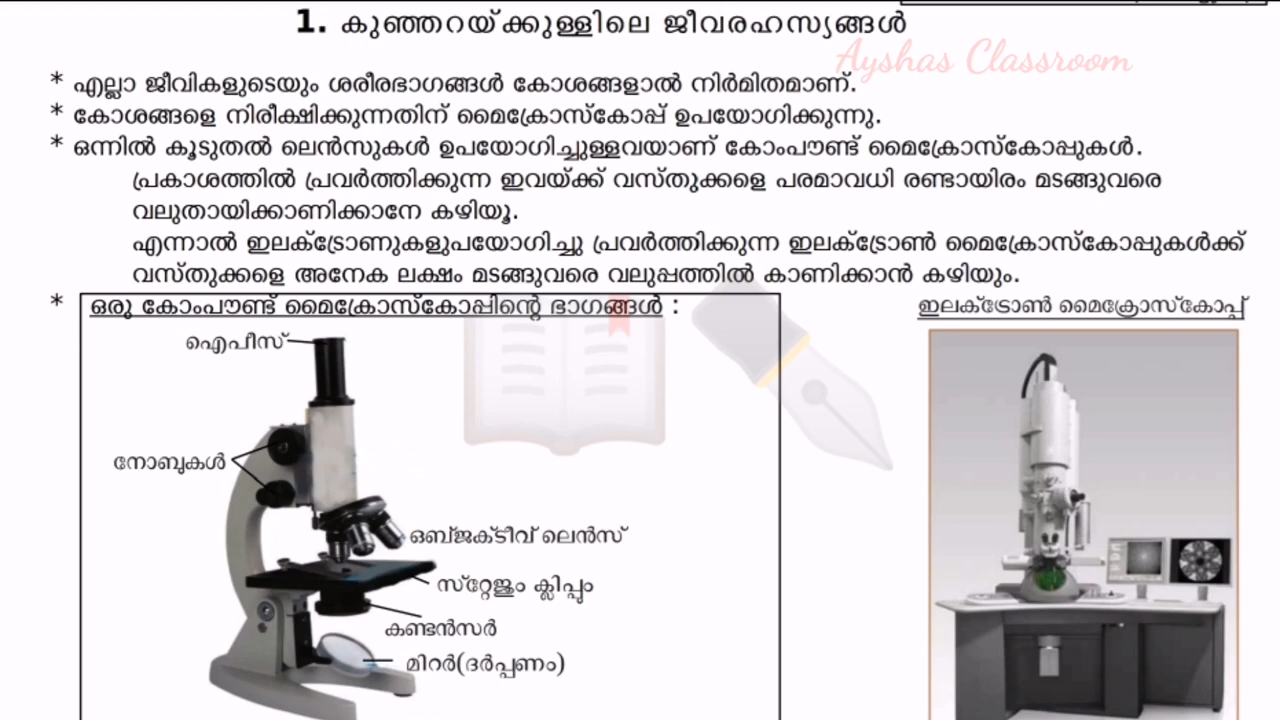 1. കുഞ്ഞറയ്ക്കുള്ളിലെ ജീവരഹസ്യങ്ങൾ
Ayshas Classroom
* എല്ലാ ജീവികളുടെയും ശരീരഭാഗങ്ങൾ കോശങ്ങളാൽ നിർമിതമാണ്.
* കോശങ്ങളെ നിരീക്ഷിക്കുന്നതിന് മൈക്രോസ്കോപ്പ് ഉപയോഗിക്കുന്നു.
* ഒന്നിൽ കൂടുതൽ ലെൻസുകൾ ഉപയോഗിച്ചുള്ളവയാണ് കോംപൗണ്ട് മൈക്രോസ്കോപ്പുകൾ.
പ്രകാശത്തിൽ പ്രവർത്തിക്കുന്ന ഇവയ്ക്ക് വസ്തുക്കളെ പരമാവധി രണ്ടായിരം മടങ്ങുവരെ
വലുതായിക്കാണിക്കാനേ കഴിയൂ.
എന്നാൽ ഇലക്ട്രോണുകളുപയോഗിച്ചു പ്രവർത്തിക്കുന്ന ഇലക്ട്രോൺ മൈക്രോസ്കോപ്പുകൾക്ക്
വസ്തുക്കളെ അനേക ലക്ഷം മടങ്ങുവരെ വലുപ്പത്തിൽ കാണിക്കാൻ കഴിയും.
* ഒരു കോംപൗണ്ട് മൈക്രോസ്കോപ്പിന്റെ ഭാഗങ്ങൾ :
ഇലക്ട്രോൺ മൈക്രോസ്കോപ്പ്
ഐപീസ്
നോബുകൾ
ഒബ്ജക്ടീവ് ലെൻസ്
സ്റ്റേജും ക്ലിപ്പും
കണ്ടൻസർ
മിറർ(ദർപ്പണം)